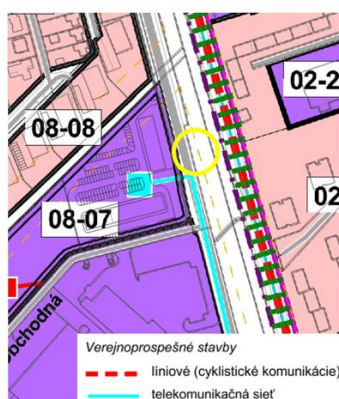 02-2
08-08
02
08-07
obchodná
Verejnoprospešné stavby
líniové (cyklistické komunikácie)
telekomunikačná sieť